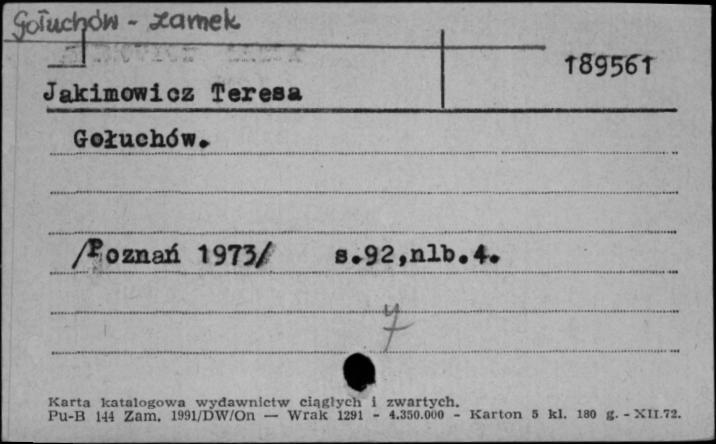 Gołuchów - zamek
189561
Jakimowicz Teresa
Gołuchów.
/Poznań 1973/ s.92,nlb.4.
Karta katalogowa wydawnictw ciągłych i zwartych.
Pu-B 144 Zam. 1991/DW/On — Wrak 1291 - 4.350.000 - Karton 5 kl. 180 g. - XII.72.